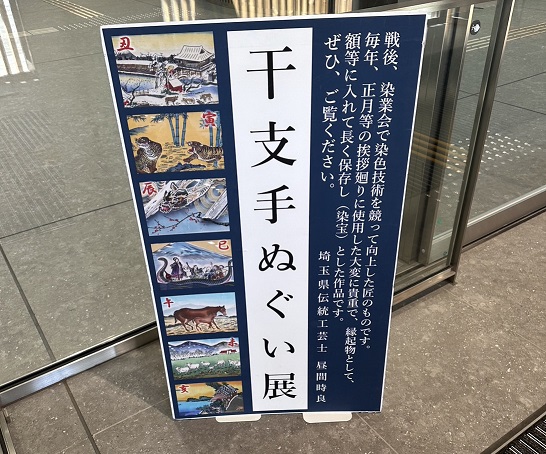 戦後、染業会で染色技術を競って向上した匠のものです。
毎年、正月等の挨拶廻りに使用した大変に貴重で、縁起物として、
額等に入れて長く保存し（染宝）とした作品です。
ぜひ、ご覧ください。
埼玉県伝統工芸士 昼間時良
干支手ぬぐい展
丑
寅
辰
巳
午
未
亥